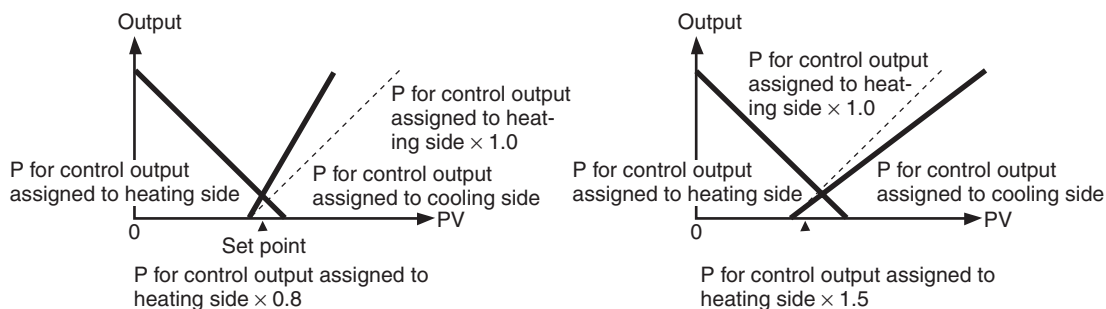 Output
P for control output
assigned to heat-
ing side × 1.0
P for control output
assigned to heating side
P for control output
assigned to cooling side
0
PV
Set point
P for control output assigned to
heating side × 0.8
Output
P for control output
assigned to heat-
ing side × 1.0
P for control output
assigned to heating side
P for control output
assigned to cooling side
0
PV
P for control output assigned to
heating side × 1.5